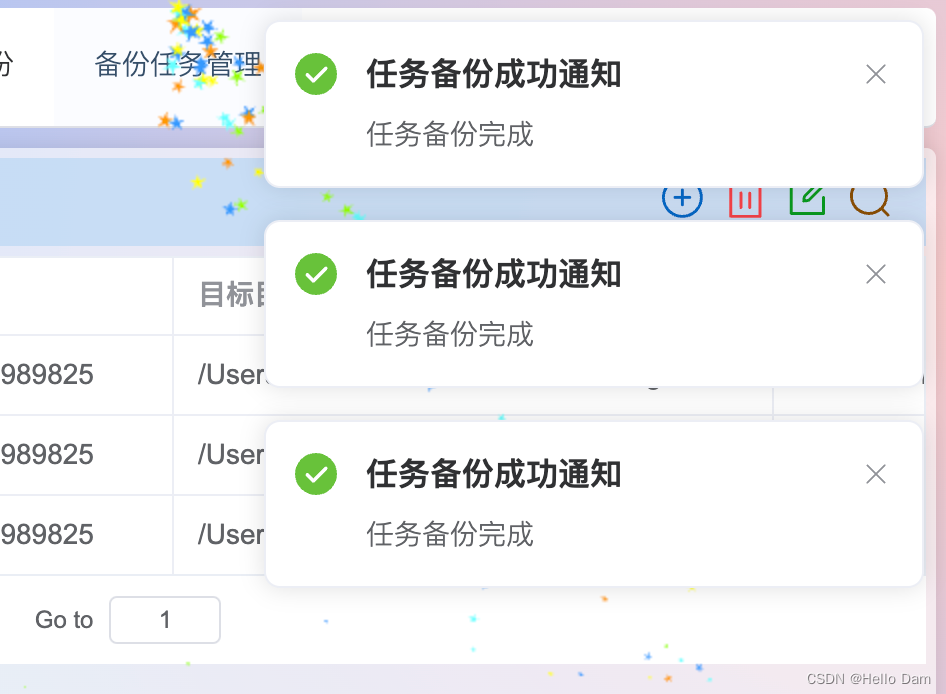 份
备份任务管理
任务备份成功通知
任务备份完成
任务备份成功通知
任务备份完成
目标
989825
/User
989825
/User
任务备份成功通知
任务备份完成
989825
/User
Go to
1
CSDN @Hello Dam